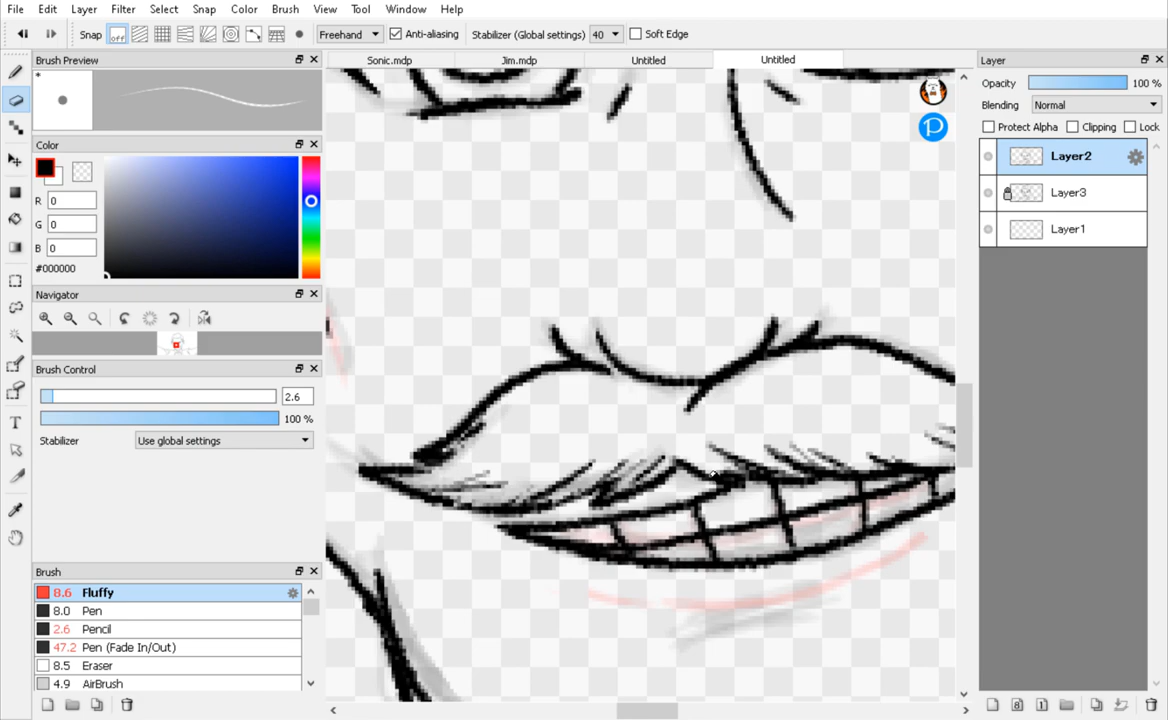 File Edit Layer Filter Select Snap Color Brush View Tool Window Help
Snap off Freehand Anti-aliasing Stabilizer (Global settings) 40 Soft Edge
Brush Preview
*
Sonic.mdp Jim.mdp Untitled Untitled
Color
R 0
G 0
B 0
#000000
Navigator
Brush Control
2.6
100 %
Stabilizer Use global settings
Brush
8.6 Fluffy
8.0 Pen
2.6 Pencil
47.2 Pen (Fade In/Out)
8.5 Eraser
4.9 AirBrush
Layer
Opacity 100 %
Blending Normal
Protect Alpha Clipping Lock
Layer2
Layer3
Layer1